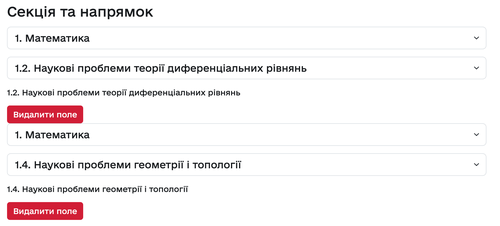 Секція та напрямок
1. Математика
1.2. Наукові проблеми теорії диференціальних рівнянь
1.2. Наукові проблеми теорії диференціальних рівнянь
Видалити поле
1. Математика
1.4. Наукові проблеми геометрії і топології
1.4. Наукові проблеми геометрії і топології
Видалити поле